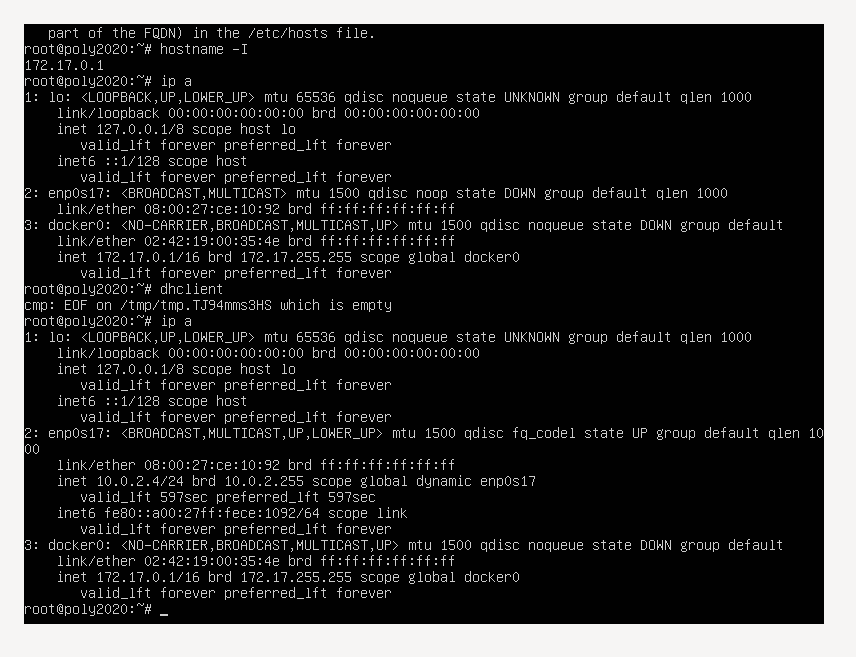 part of the FQDN) in the /etc/hosts file.
root@poly2020:~# hostname -I
172.17.0.1
root@poly2020:~# ip a
1: lo: <LOOPBACK,UP,LOWER_UP> mtu 65536 qdisc noqueue state UNKNOWN group default qlen 1000
link/loopback 00:00:00:00:00:00 brd 00:00:00:00:00:00
inet 127.0.0.1/8 scope host lo
valid_lft forever preferred_lft forever
inet6 ::1/128 scope host
valid_lft forever preferred_lft forever
2: enp0s17: <BROADCAST,MULTICAST> mtu 1500 qdisc noop state DOWN group default qlen 1000
link/ether 08:00:27:ce:10:92 brd ff:ff:ff:ff:ff:ff
3: docker0: <NO-CARRIER,BROADCAST,MULTICAST,UP> mtu 1500 qdisc noqueue state DOWN group default
link/ether 02:42:19:00:35:4e brd ff:ff:ff:ff:ff:ff
inet 172.17.0.1/16 brd 172.17.255.255 scope global docker0
valid_lft forever preferred_lft forever
root@poly2020:~# dhclient
cmp: EOF on /tmp/tmp.TJ94mms3HS which is empty
root@poly2020:~# ip a
1: lo: <LOOPBACK,UP,LOWER_UP> mtu 65536 qdisc noqueue state UNKNOWN group default qlen 1000
link/loopback 00:00:00:00:00:00 brd 00:00:00:00:00:00
inet 127.0.0.1/8 scope host lo
valid_lft forever preferred_lft forever
inet6 ::1/128 scope host
valid_lft forever preferred_lft forever
2: enp0s17: <BROADCAST,MULTICAST,UP,LOWER_UP> mtu 1500 qdisc fq_codel state UP group default qlen 10
00
link/ether 08:00:27:ce:10:92 brd ff:ff:ff:ff:ff:ff
inet 10.0.2.4/24 brd 10.0.2.255 scope global dynamic enp0s17
valid_lft 597sec preferred_lft 597sec
inet6 fe80::a00:27ff:fece:1092/64 scope link
valid_lft forever preferred_lft forever
3: docker0: <NO-CARRIER,BROADCAST,MULTICAST,UP> mtu 1500 qdisc noqueue state DOWN group default
link/ether 02:42:19:00:35:4e brd ff:ff:ff:ff:ff:ff
inet 172.17.0.1/16 brd 172.17.255.255 scope global docker0
valid_lft forever preferred_lft forever
root@poly2020:~# _